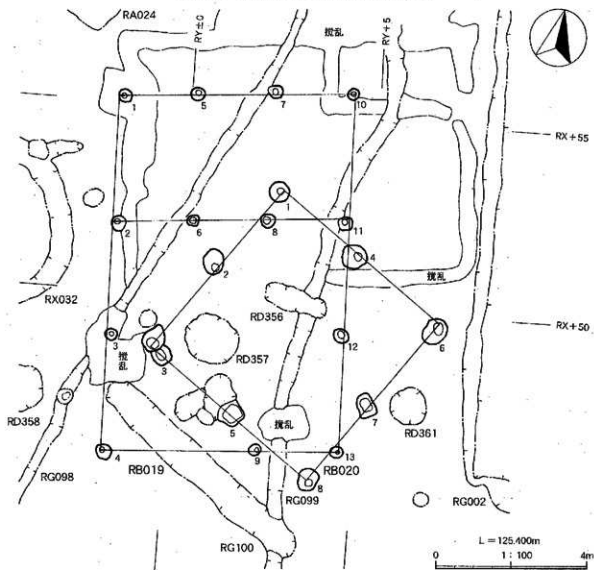 RA024
RY±0
攪乱
RY+5
1
5
7
10
RX+55
1
2
6
8
11
4
2
攪乱
RX032
RD356
RX+50
3
攪乱
12
6
3
RD357
RD358
7
5
攪乱
RD361
4
RB019
9
RB020
13
RG098
8
RG099
RG002
RG100
L=125.400m
0
1:100
4m